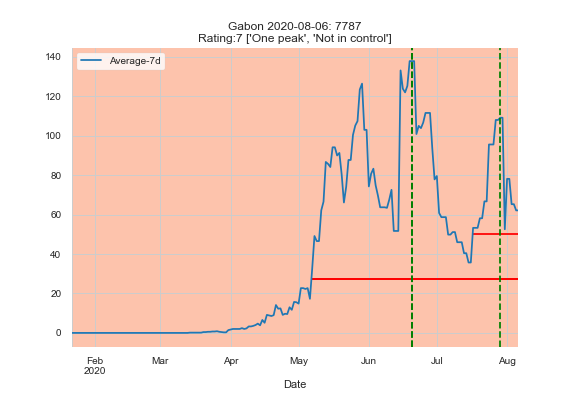 Gabon 2020-08-06: 7787
Rating:7 ['One peak', 'Not in control']
Average-7d
140
120
100
80
60
40
20
0
Feb
2020
Mar
Apr
May
Jun
Jul
Aug
Date